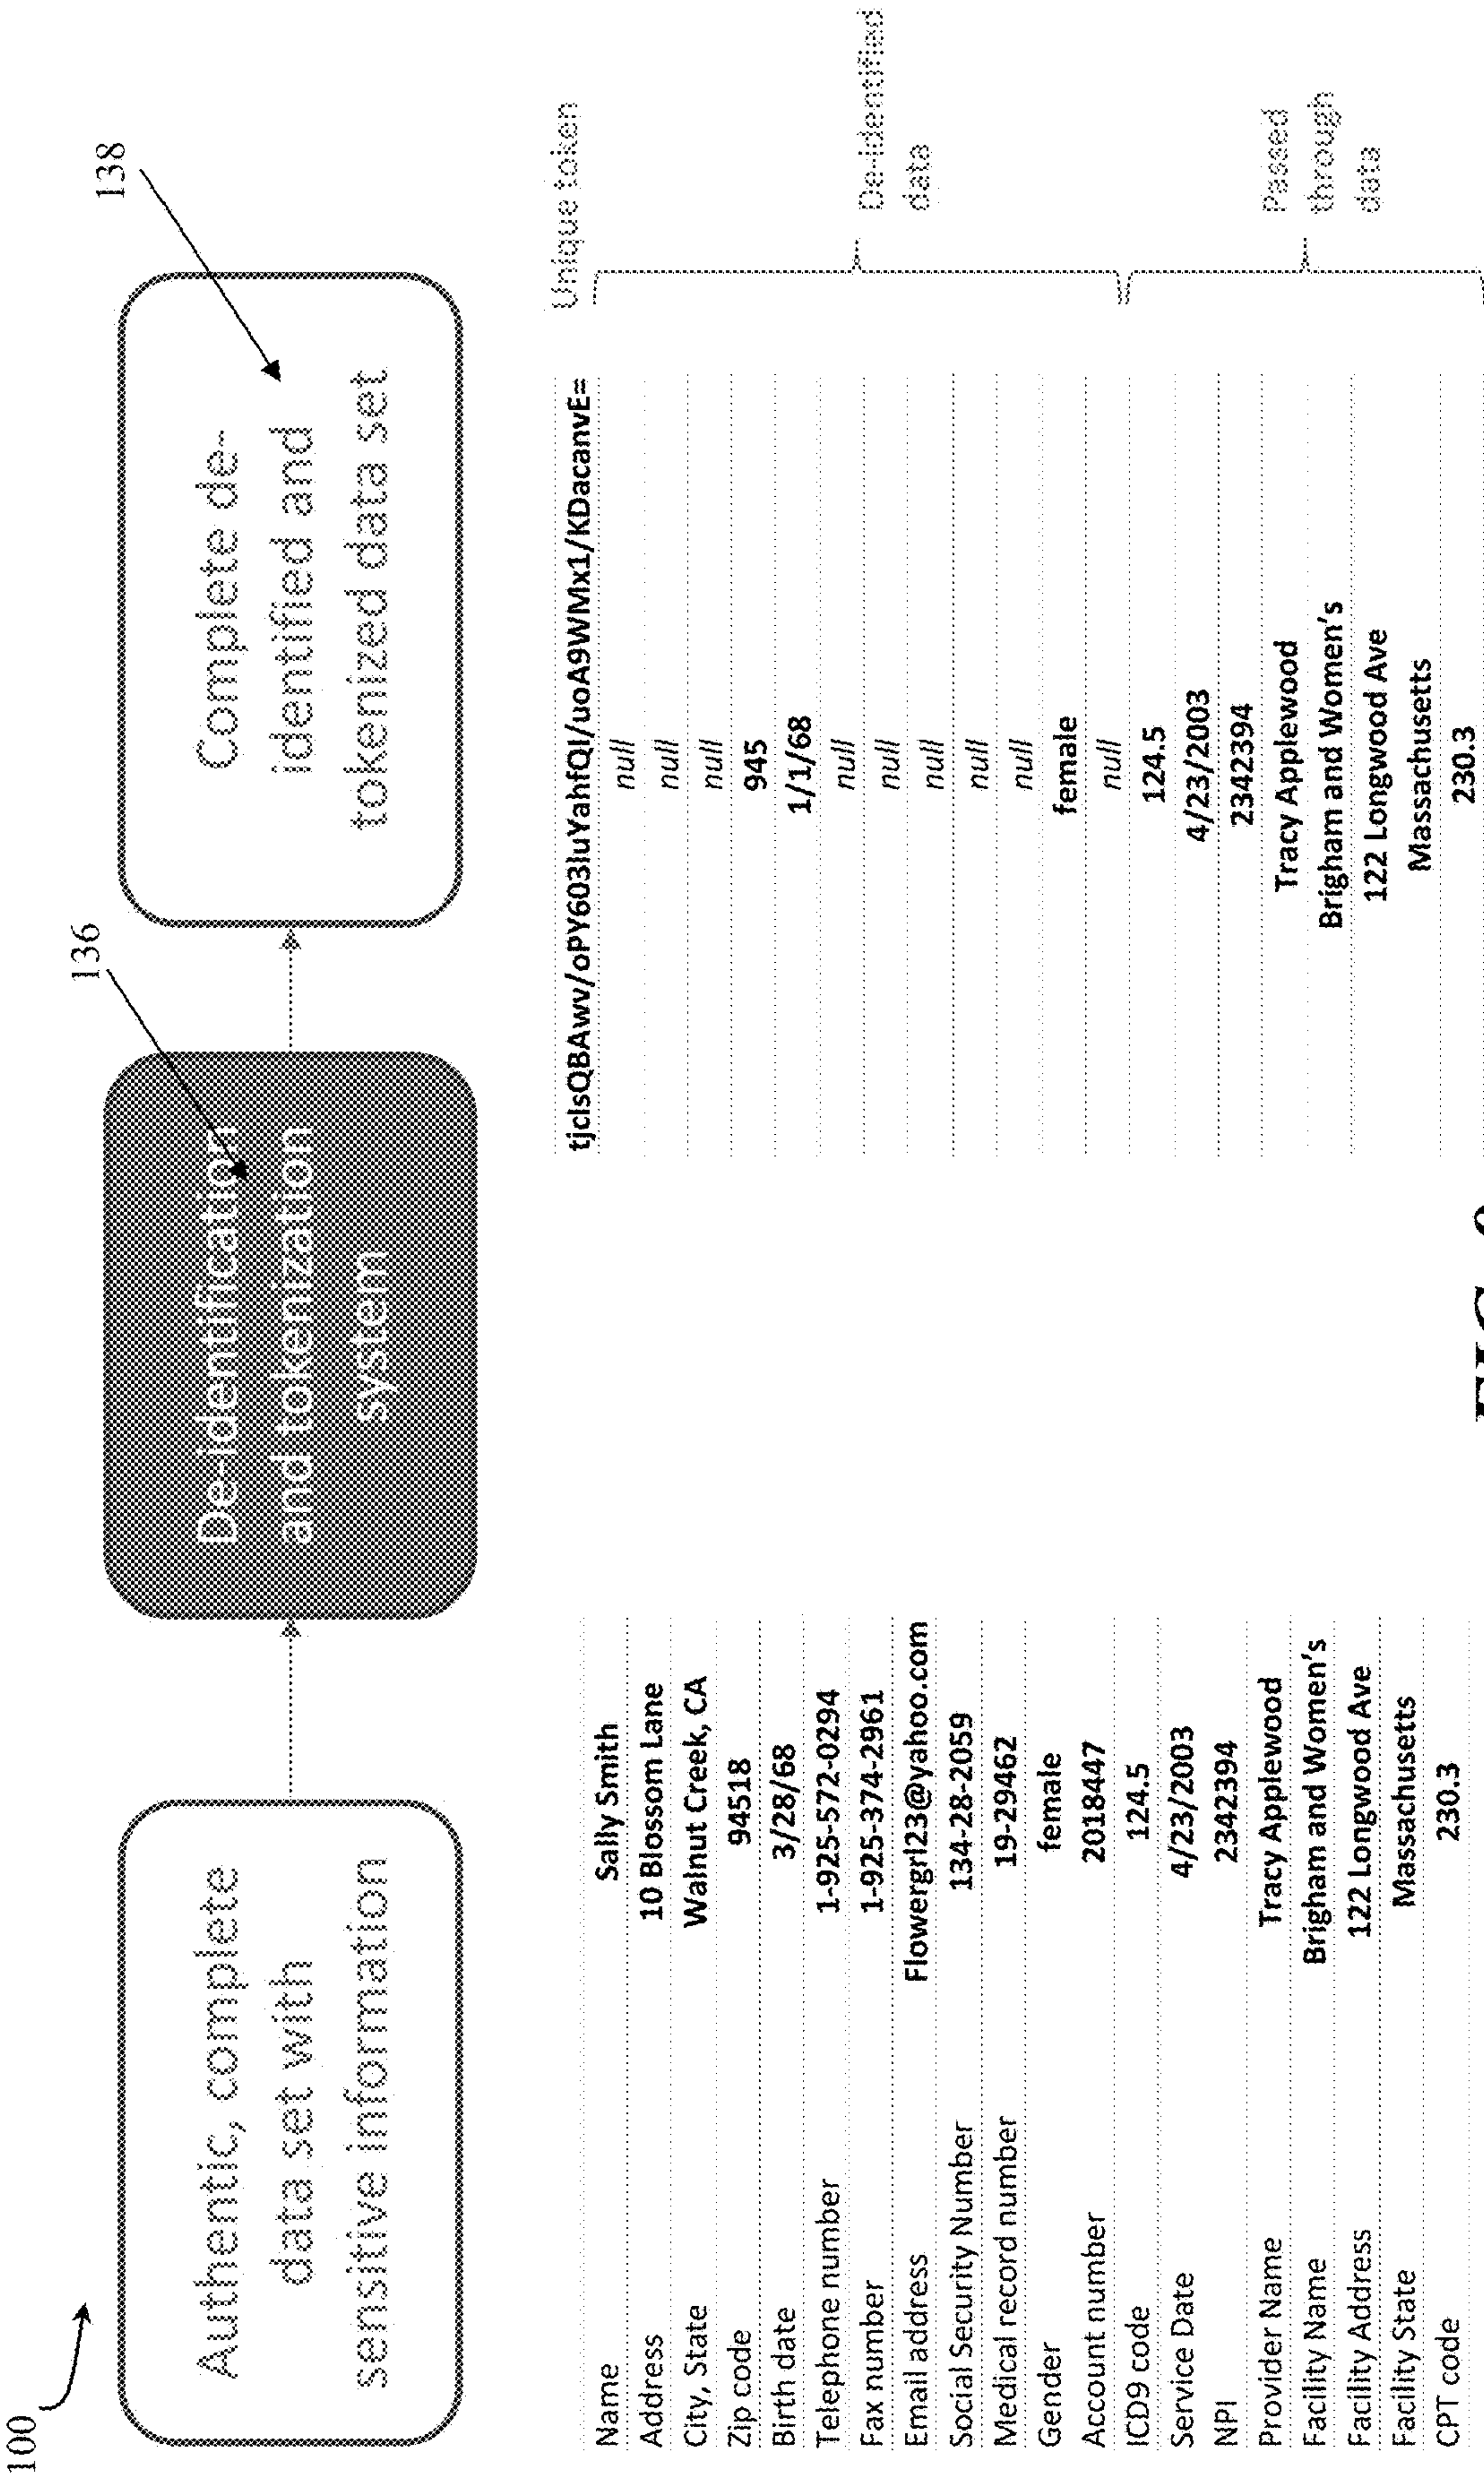 100
Authentic, complete
data set with
sensitive information
136
De-identification
and tokenization
system
138
Complete de-
identified and
tokenized data set
tjclsQBAwv/oPY603luYahfQl/uoA9WMx1/KDacanvE= Unique token
Name Sally Smith null
Address 10 Blossom Lane null
City, State Walnut Creek, CA null
Zip code 94518 945
Birth date 3/28/68 1/1/68
Telephone number 1-925-572-0294 null
Fax number 1-925-374-2961 null
Email address Flowergrl23@yahoo.com null
Social Security Number 134-28-2059 null
Medical record number 19-29462 null
Gender female female
Account number 2018447 null
De-identified
data
ICD9 code 124.5 124.5
Service Date 4/23/2003 4/23/2003
NPI 2342394 2342394
Provider Name Tracy Applewood Tracy Applewood
Facility Name Brigham and Women's Brigham and Women's
Facility Address 122 Longwood Ave 122 Longwood Ave
Facility State Massachusetts Massachusetts
CPT code 230.3 230.3
Passed
through
data